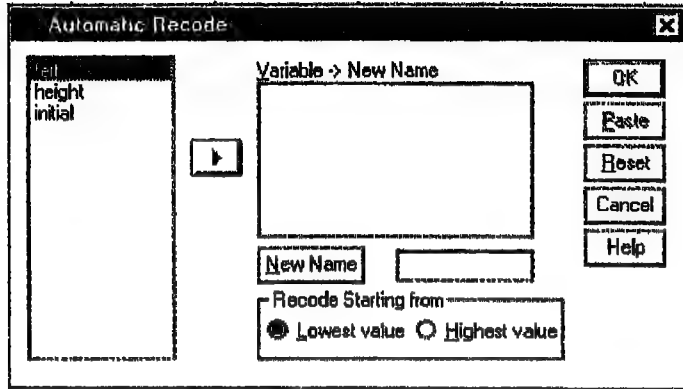 Automatic Recode
height
initial
Variable -> New Name
New Name
Recode Starting from
Lowest value
Highest value
OK
Paste
Reset
Cancel
Help